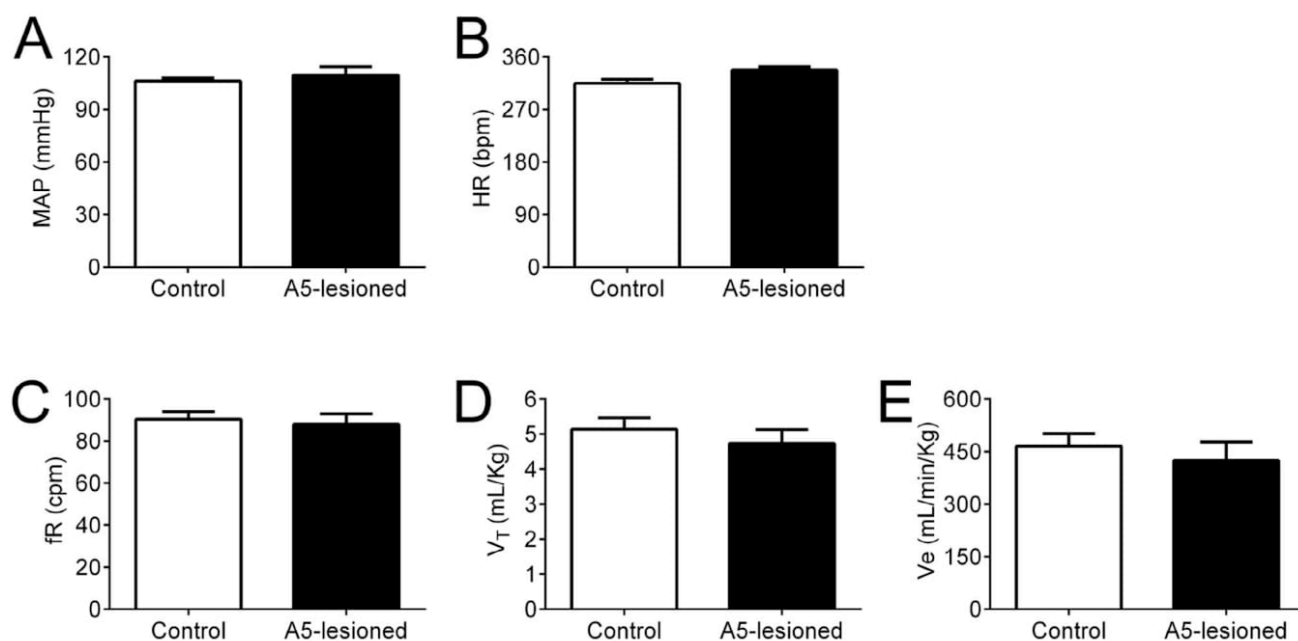 A
MAP (mmHg)
120
90
60
30
0
Control
A5-lesioned
B
HR (bpm)
360
270
180
90
0
Control
A5-lesioned
C
fR (cpm)
100
80
60
40
20
0
Control
A5-lesioned
D
VT (mL/Kg)
6
5
4
3
2
1
0
Control
A5-lesioned
E
Ve (mL/min/Kg)
600
450
300
150
0
Control
A5-lesioned